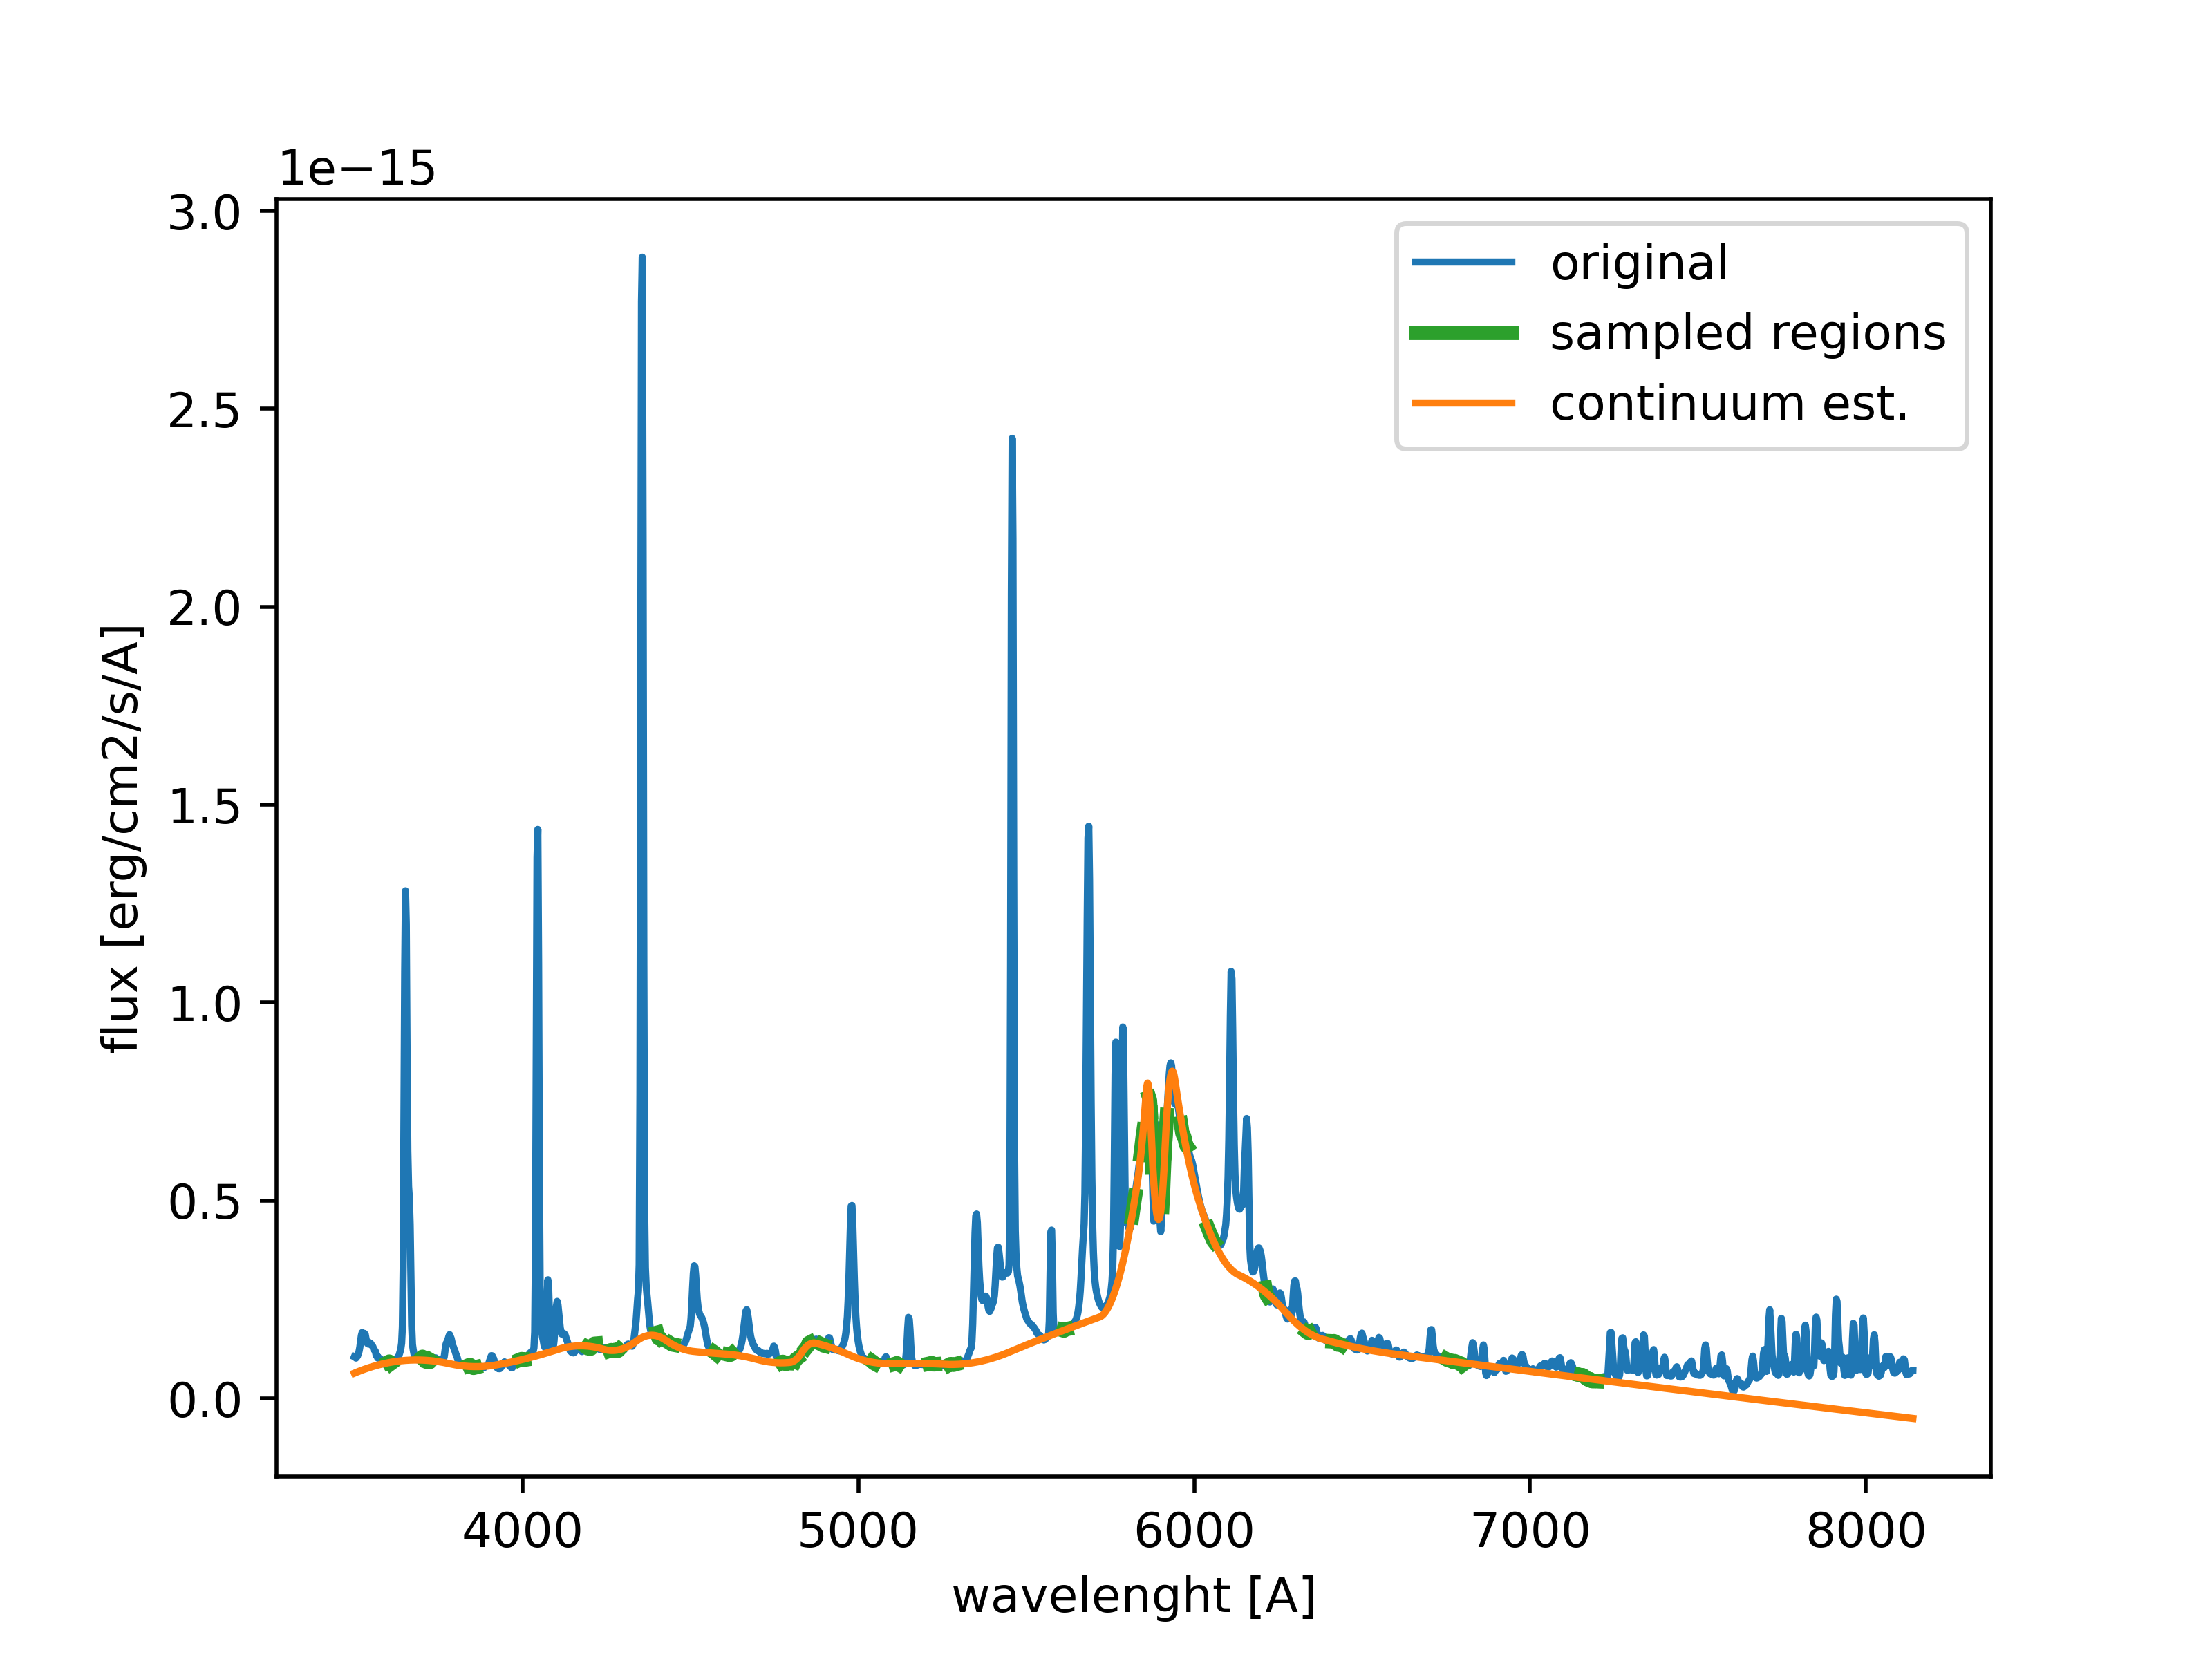 1e−15
3.0
2.5
2.0
1.5
1.0
0.5
0.0
flux [erg/cm2/s/A]
original
sampled regions
continuum est.
4000 5000 6000 7000 8000
wavelenght [A]